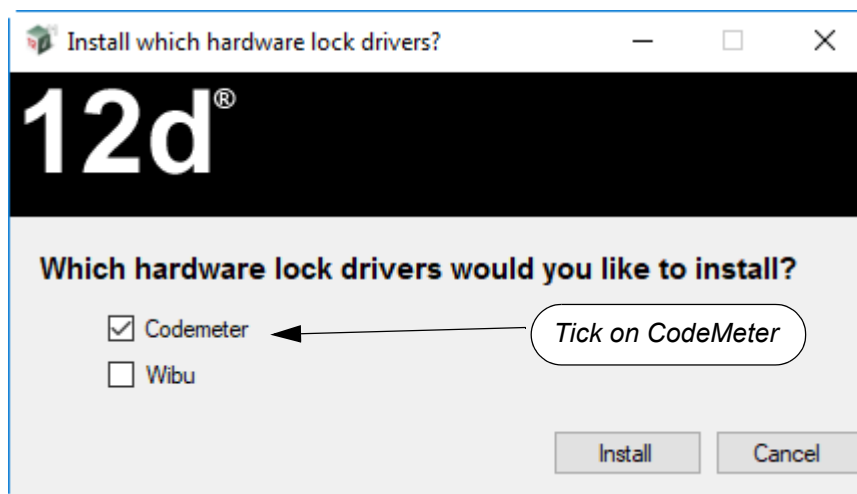 Install which hardware lock drivers?
12d®
Which hardware lock drivers would you like to install?
Codemeter
Tick on CodeMeter
Wibu
Install
Cancel